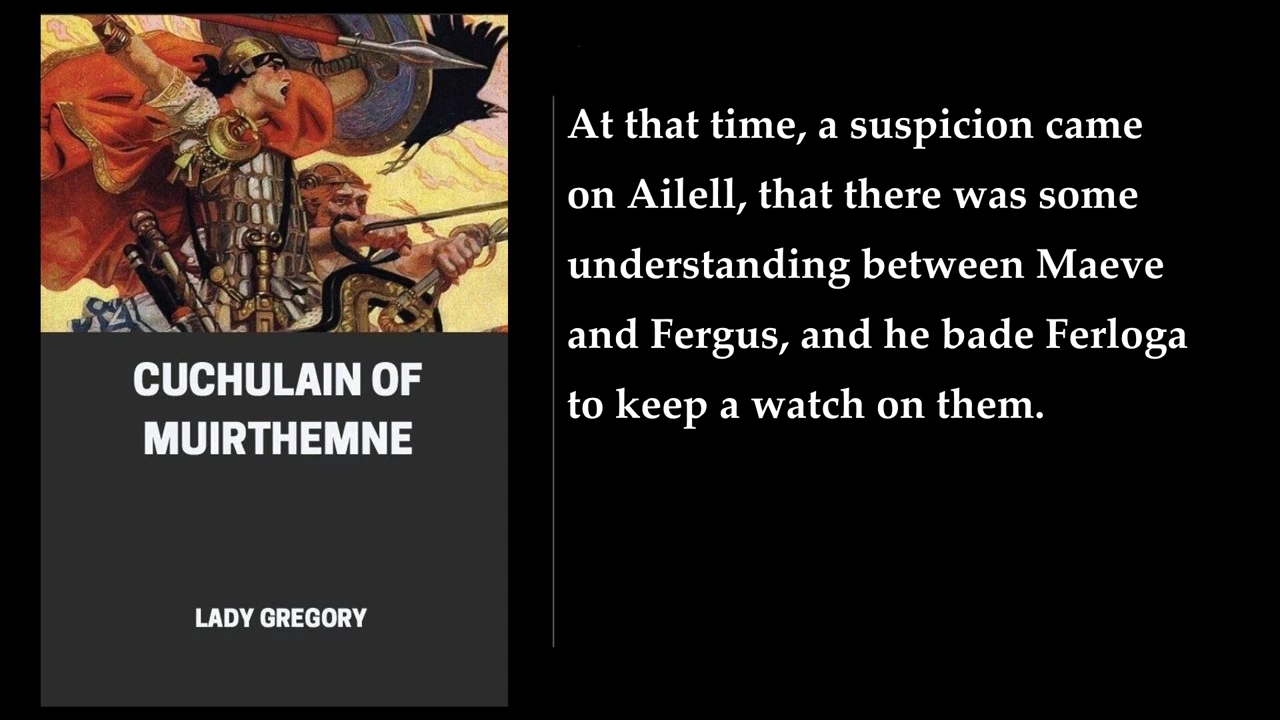 CUCHULAIN OF
MUIRTHEMNE
LADY GREGORY
At that time, a suspicion came
on Ailell, that there was some
understanding between Maeve
and Fergus, and he bade Ferloga
to keep a watch on them.